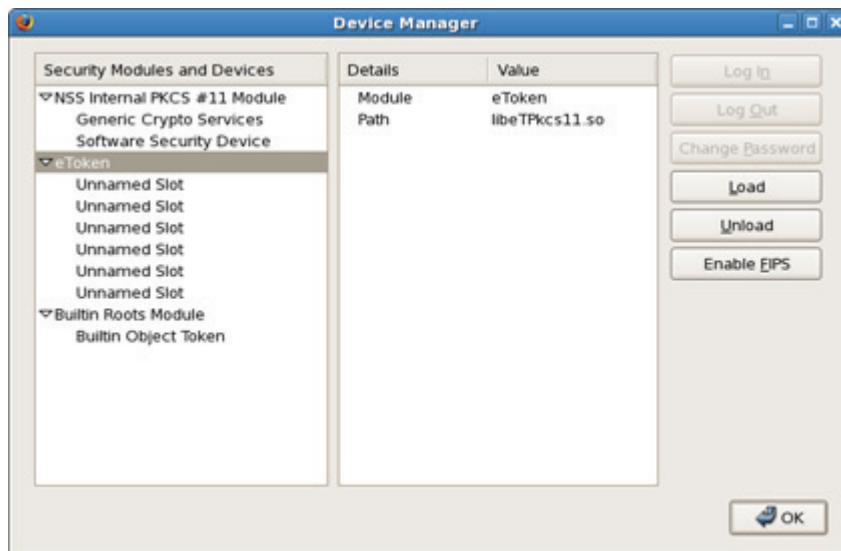 Device Manager
Security Modules and Devices
NSS Internal PKCS #11 Module
Generic Crypto Services
Software Security Device
eToken
Unnamed Slot
Unnamed Slot
Unnamed Slot
Unnamed Slot
Unnamed Slot
Unnamed Slot
Builtin Roots Module
Builtin Object Token
Details Value
Module eToken
Path libeTPkcs11.so
Log In
Log Out
Change Password
Load
Unload
Enable FIPS
OK